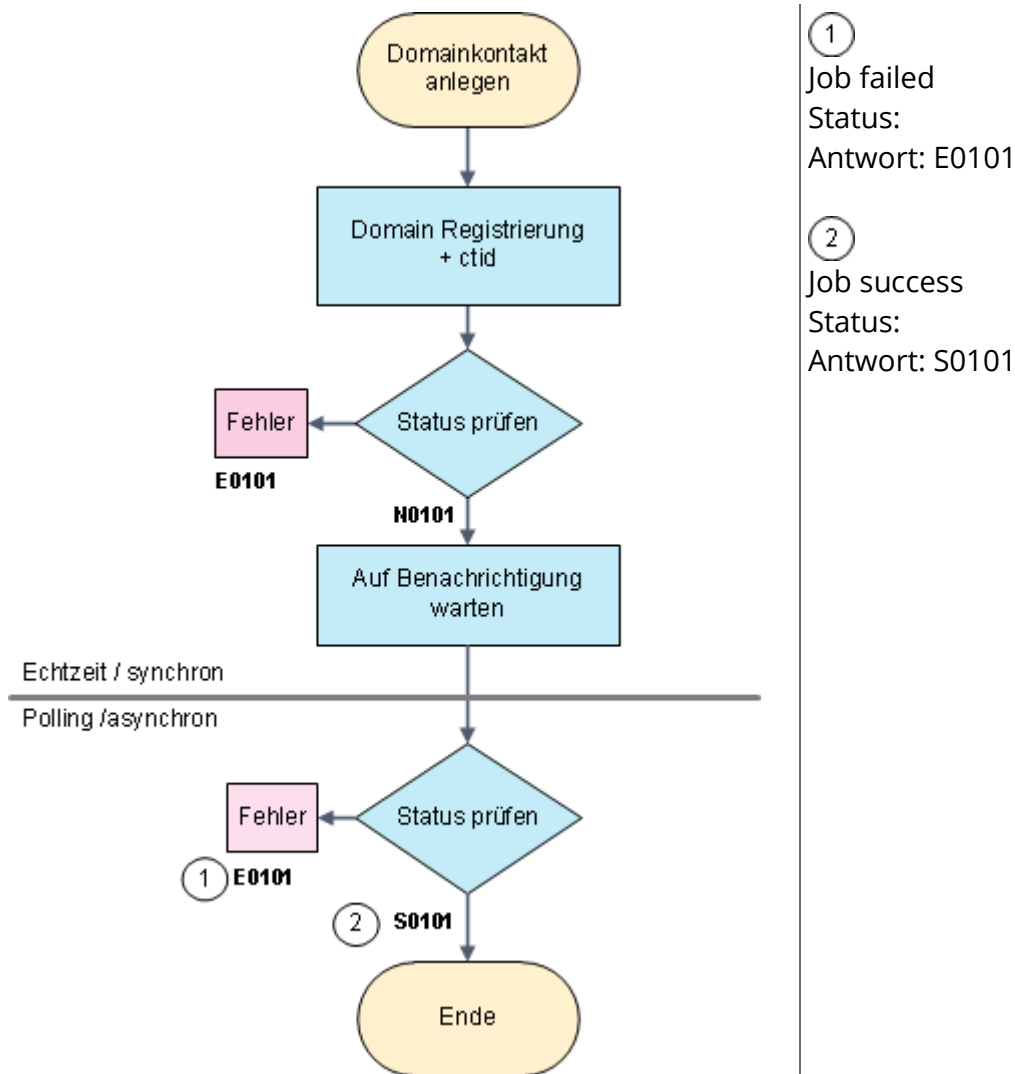 Domainkontakt
anlegen
Domain Registrierung
+ ctid
Status prüfen
Fehler
E0101
N0101
Auf Benachrichtigung
warten
Echtzeit / synchron
Polling /asynchron
Status prüfen
Fehler
1 E0101
2 S0101
Ende
1
Job failed
Status:
Antwort: E0101
2
Job success
Status:
Antwort: S0101